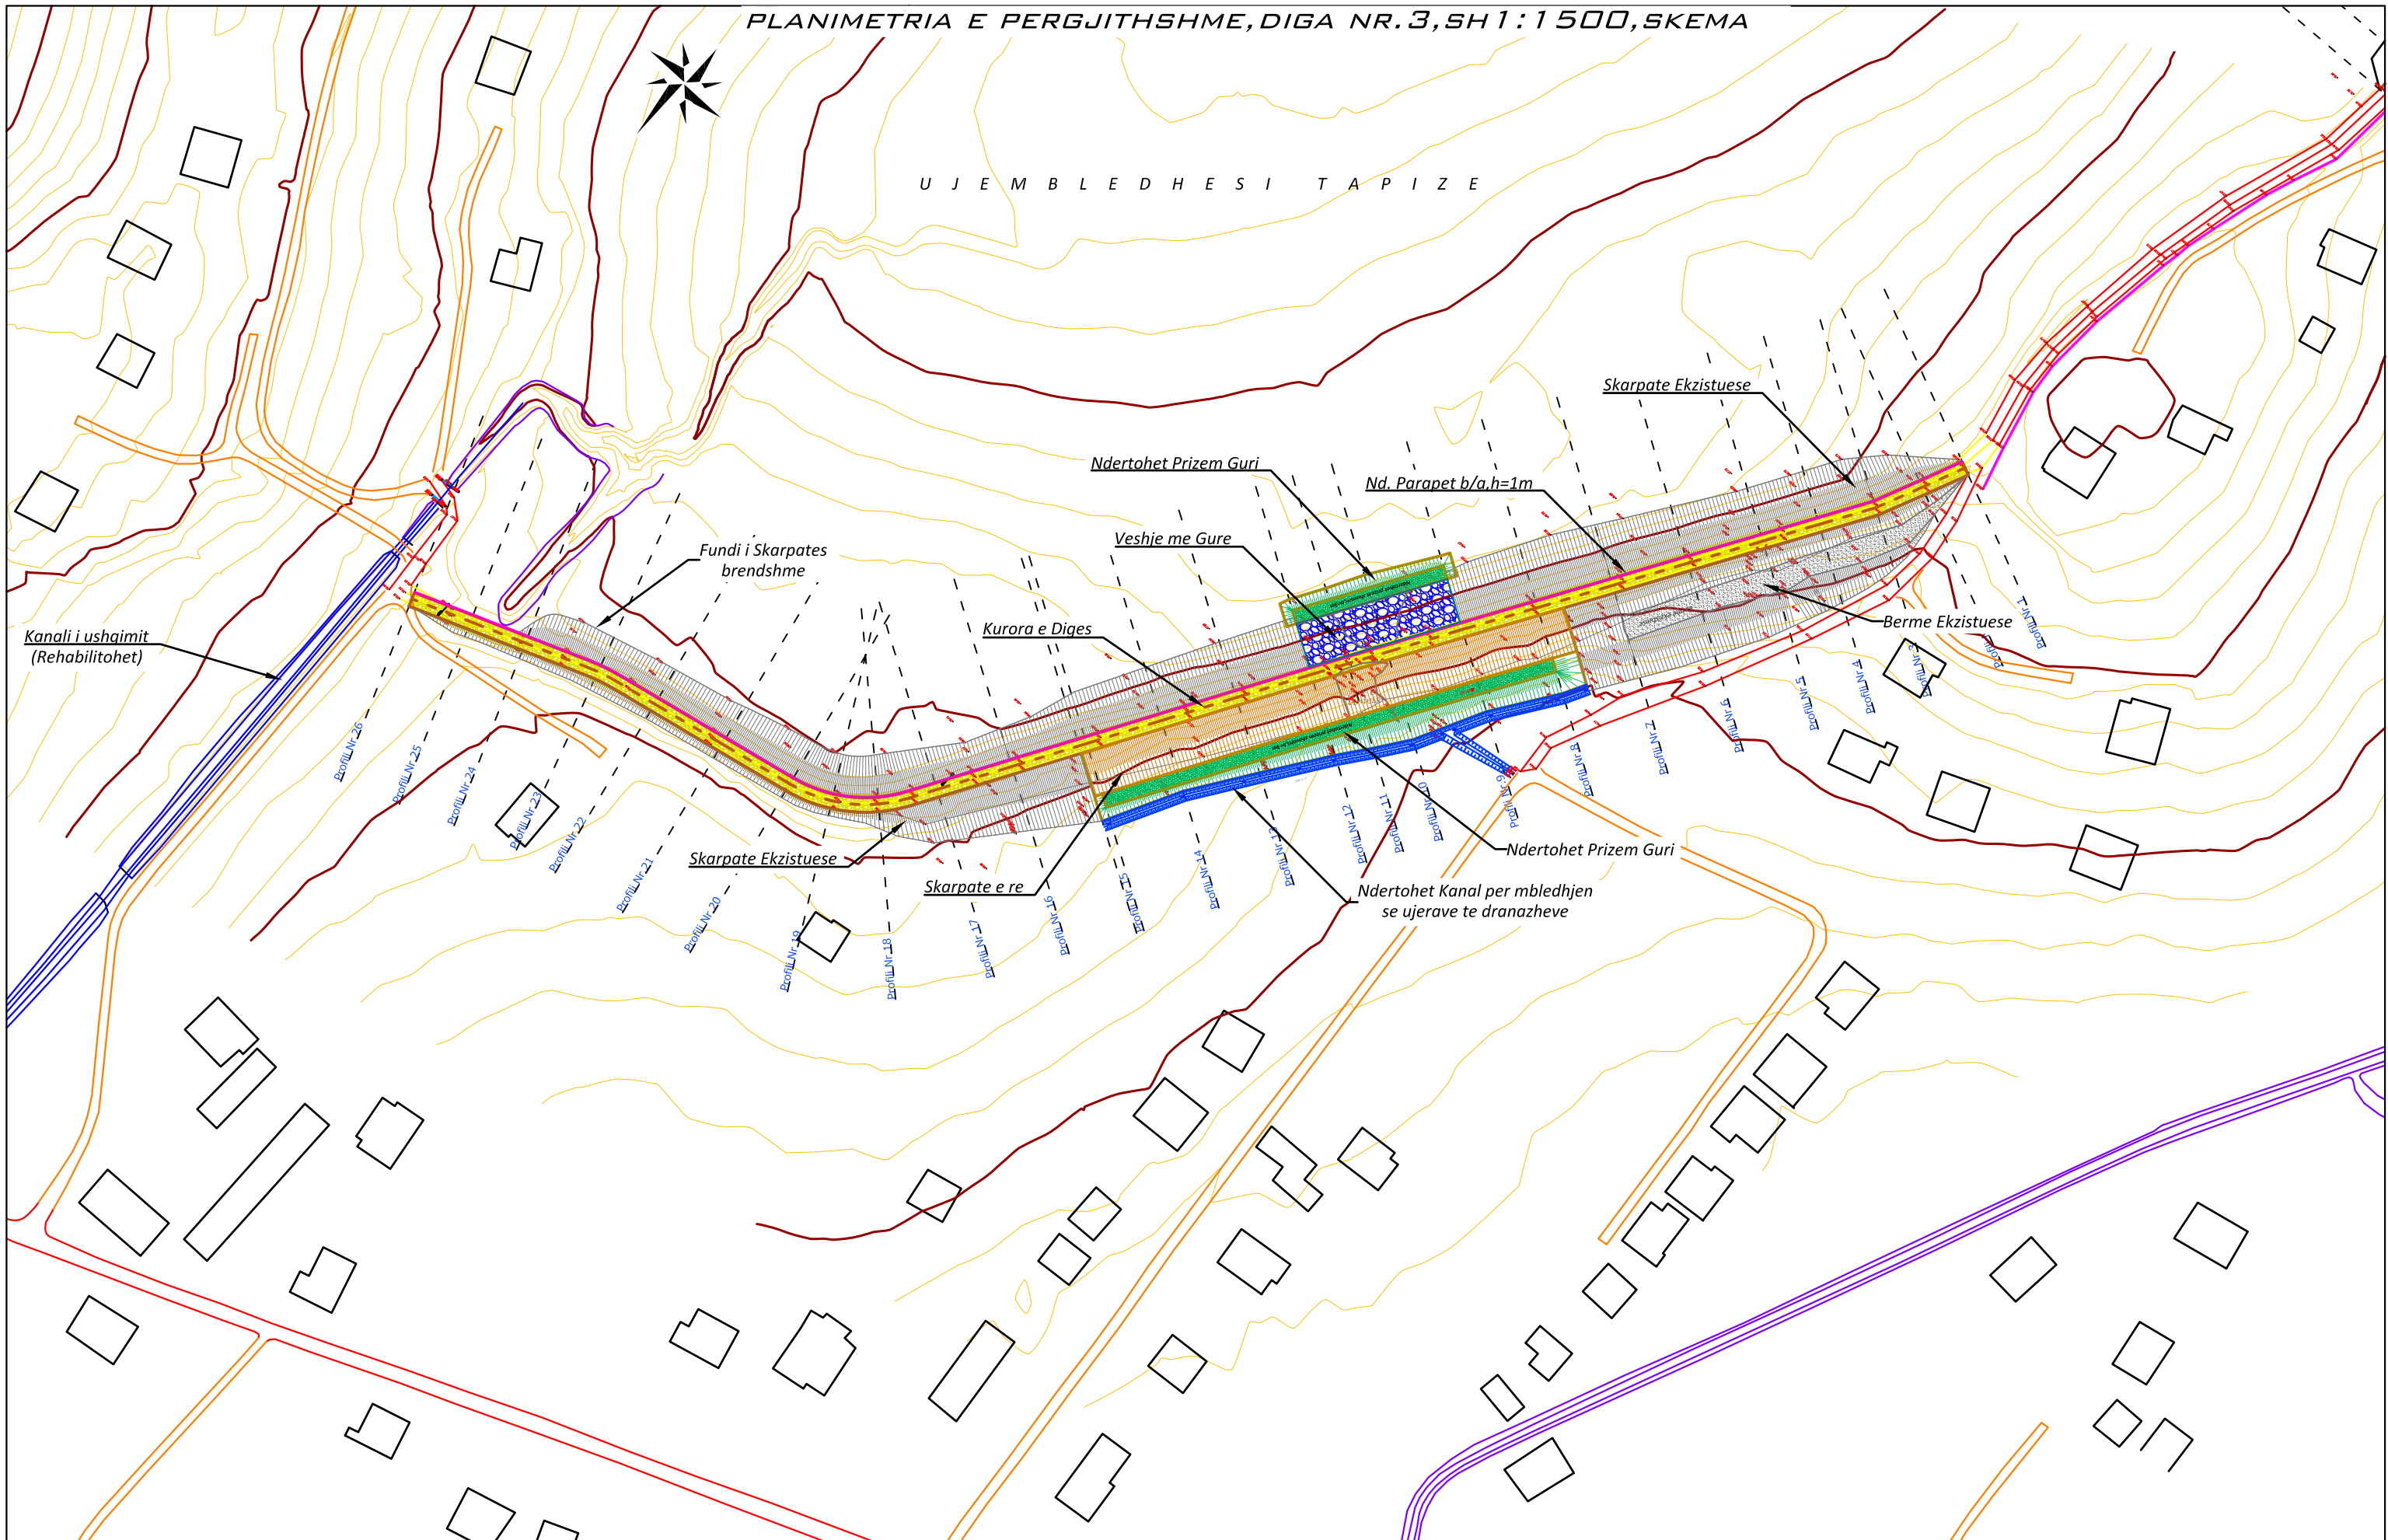 PLANIMETRIA E PERGJITHSHME,DIGA NR.3,SH1:1500,SKEMA
UJEMBLEDHESI TAPIZE
Skarpate Ekzistuese
Ndertohet Prizem Guri
Nd. Parapet b/a,h=1m
Veshje me Gure
Fundi i Skarpates
brendshme
Kurora e Diges
Kanali i ushqimit
(Rehabilitohet)
Berme Ekzistuese
Skarpate Ekzistuese
Skarpate e re
Ndertohet Prizem Guri
Ndertohet Kanal per mbledhjen
se ujerave te dranazheve
Profili Nr.26
Profili Nr.25
Profili Nr.24
Profili Nr.23
Profili Nr.22
Profili Nr.21
Profili Nr.20
Profili Nr.19
Profili Nr.18
Profili Nr.17
Profili Nr.16
Profili Nr.15
Profili Nr.14
Profili Nr.13
Profili Nr.12
Profili Nr.11
Profili Nr.10
Profili Nr.9
Profili Nr.8
Profili Nr.7
Profili Nr.6
Profili Nr.5
Profili Nr.4
Profili Nr.3
Profili Nr.1